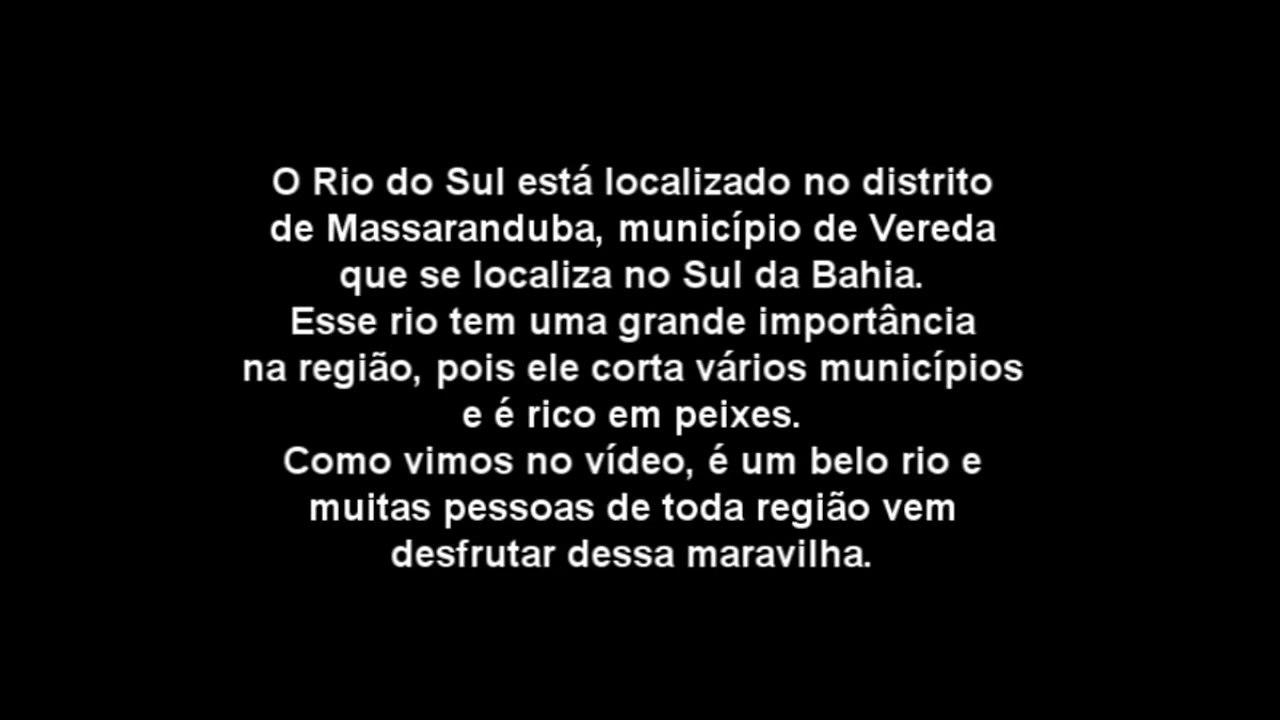 O Rio do Sul está localizado no distrito
de Massaranduba, município de Vereda
que se localiza no Sul da Bahia.
Esse rio tem uma grande importância
na região, pois ele corta vários municípios
e é rico em peixes.
Como vimos no vídeo, é um belo rio e
muitas pessoas de toda região vem
desfrutar dessa maravilha.